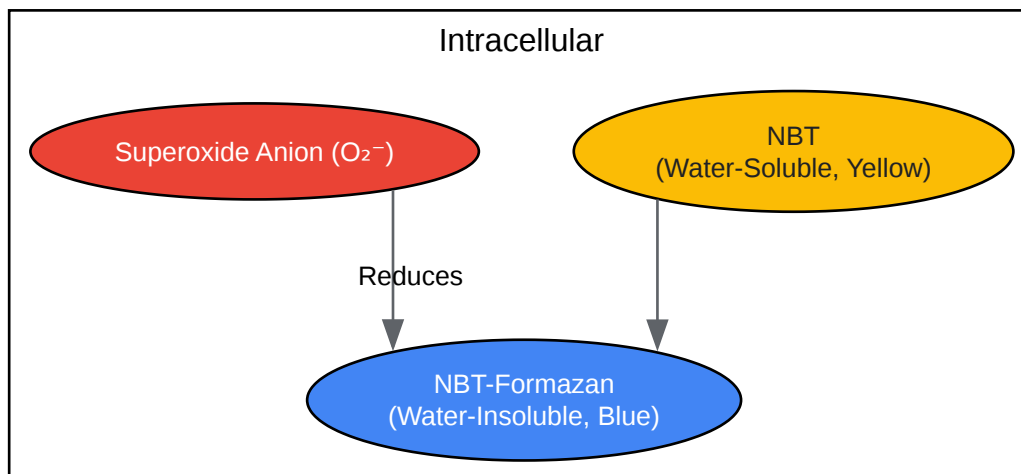 Intracellular
Superoxide Anion (O₂⁻)
NBT
(Water-Soluble, Yellow)
Reduces
NBT-Formazan
(Water-Insoluble, Blue)